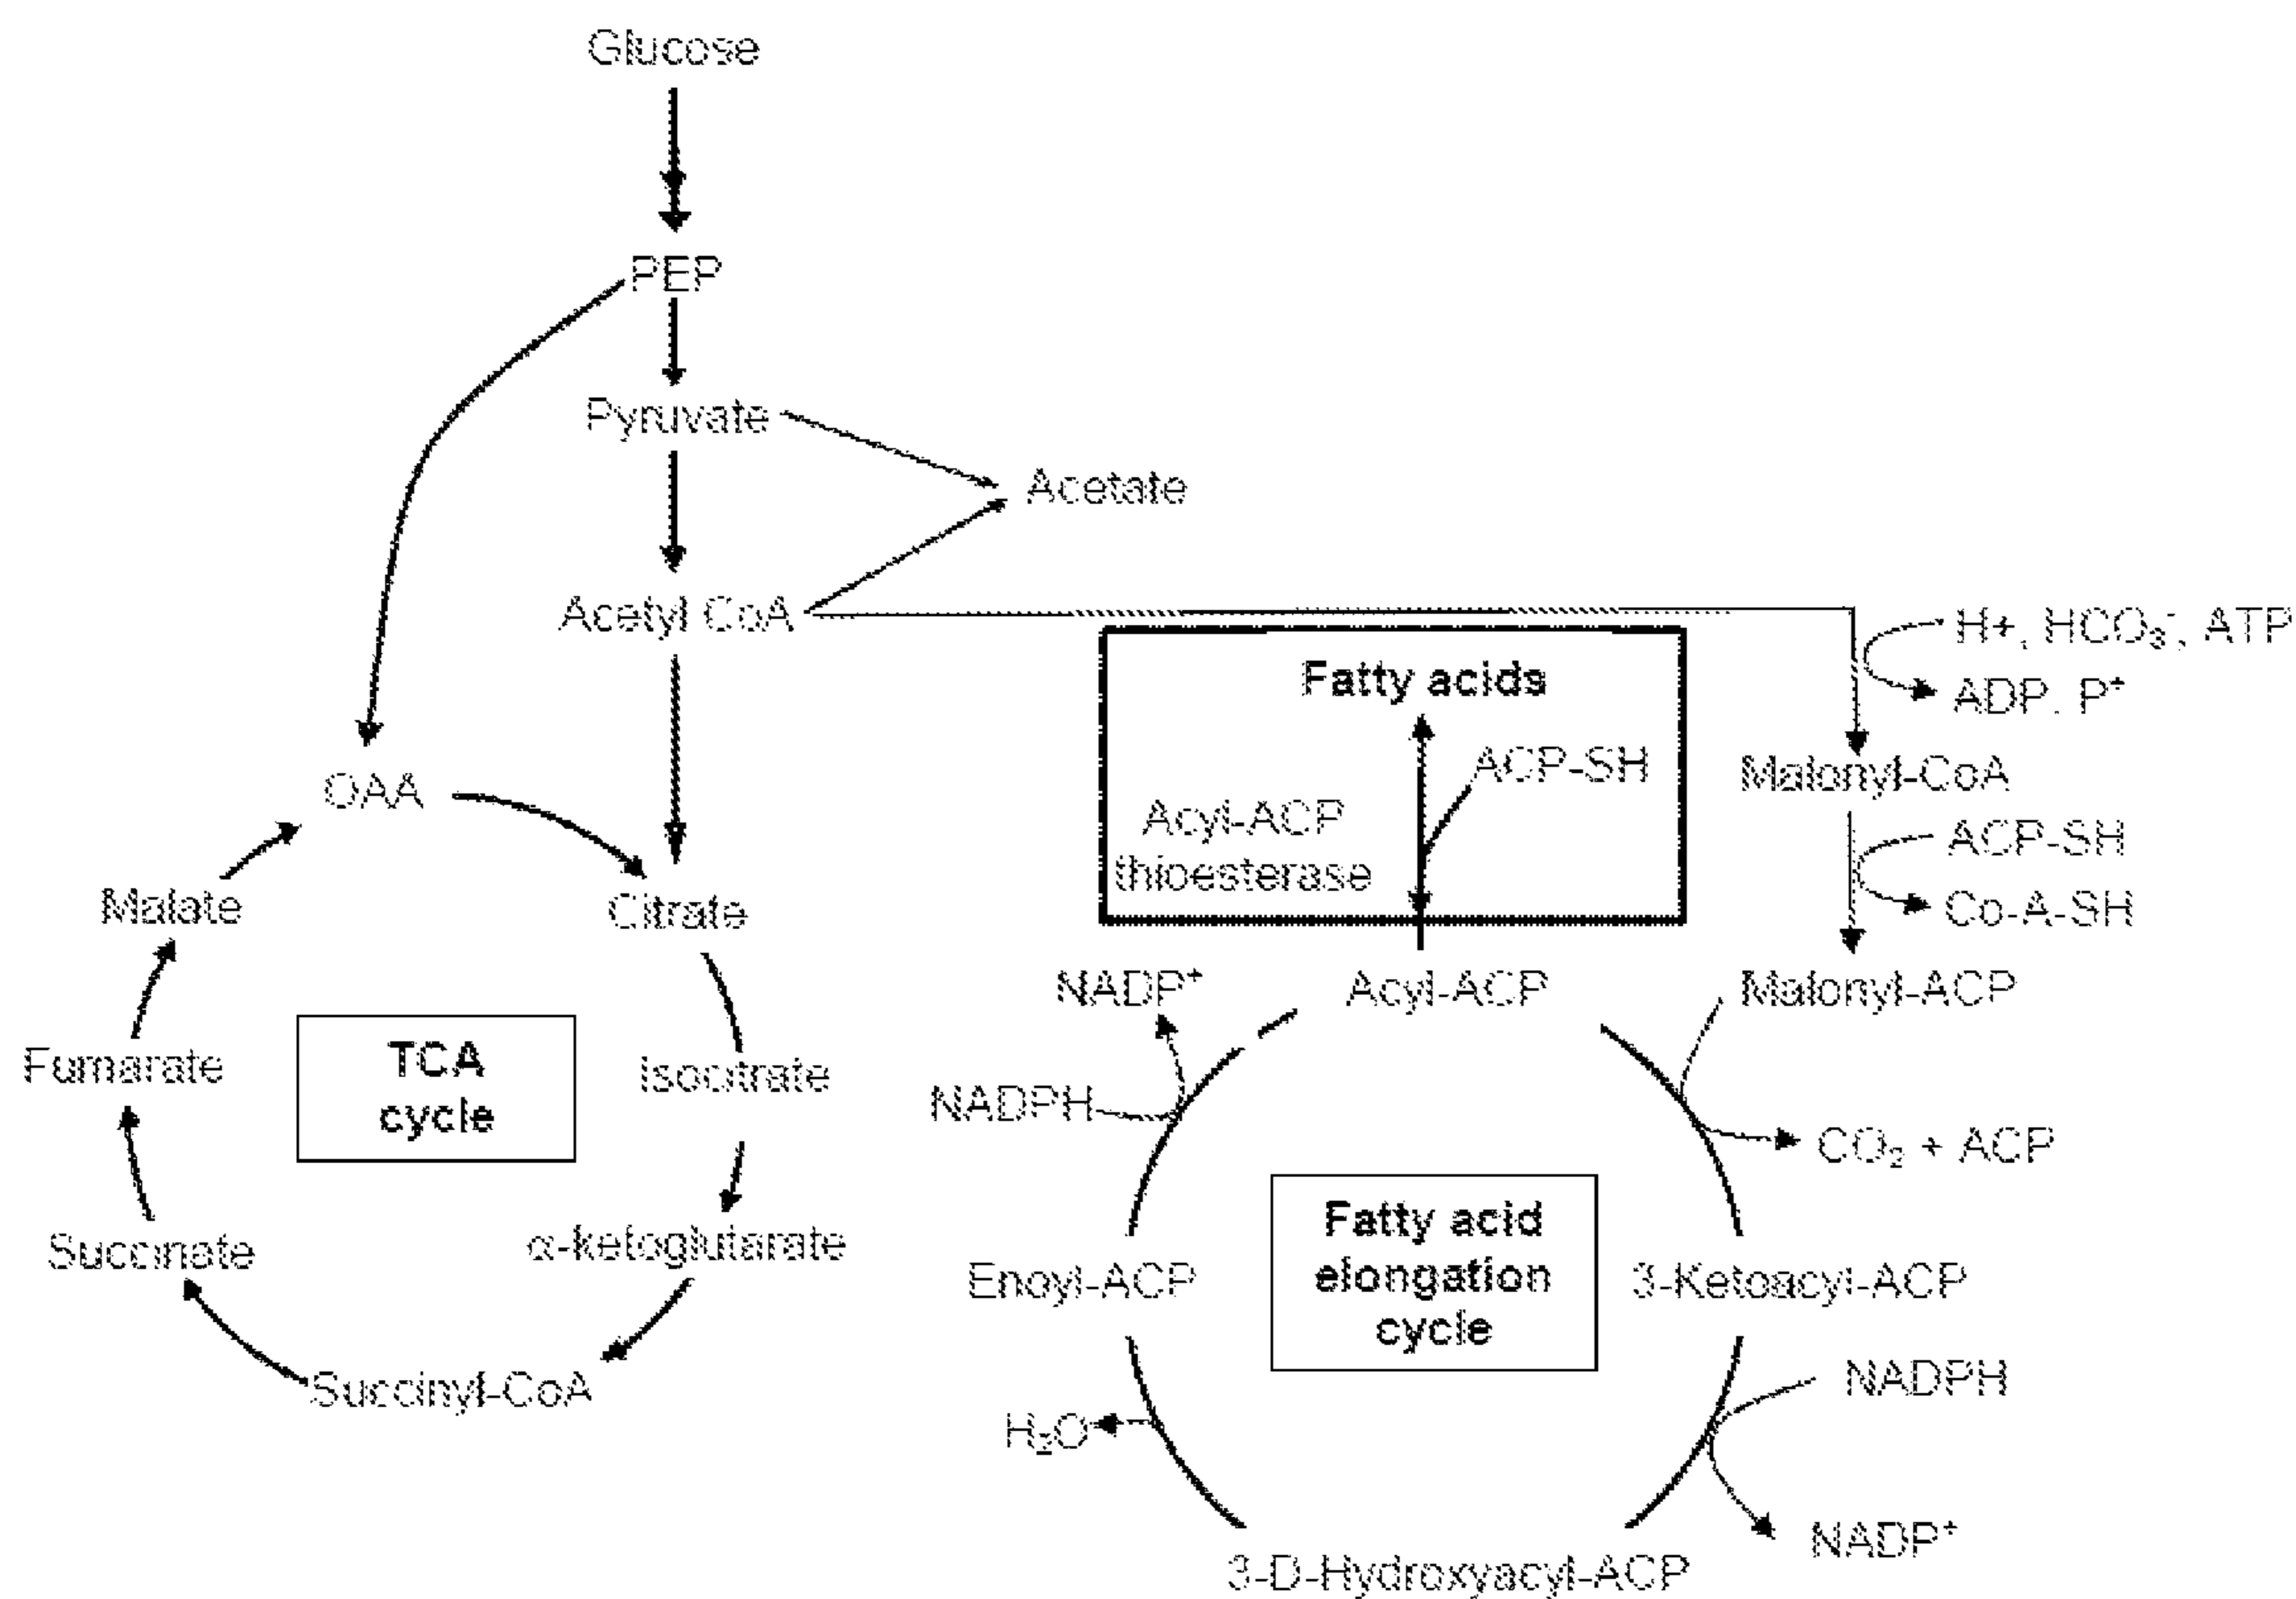 Glucose
PEP
Pyruvate
Acetate
Acetyl CoA
H+, HCO₃⁻, ATP
ADP, P⁺
Fatty acids
ACP-SH
Acyl-ACP
thioesterase
Malonyl-CoA
ACP-SH
Co-A-SH
OAA
Malate
Citrate
TCA
cycle
Fumarate
Isocitrate
Succinate
α-ketoglutarate
Succinyl-CoA
NADP⁺
Acyl-ACP
Malonyl-ACP
NADPH
CO₂ + ACP
Fatty acid
elongation
cycle
Enoyl-ACP
3-Ketoacyl-ACP
NADPH
H₂O
NADP⁺
3-D-Hydroxyacyl-ACP